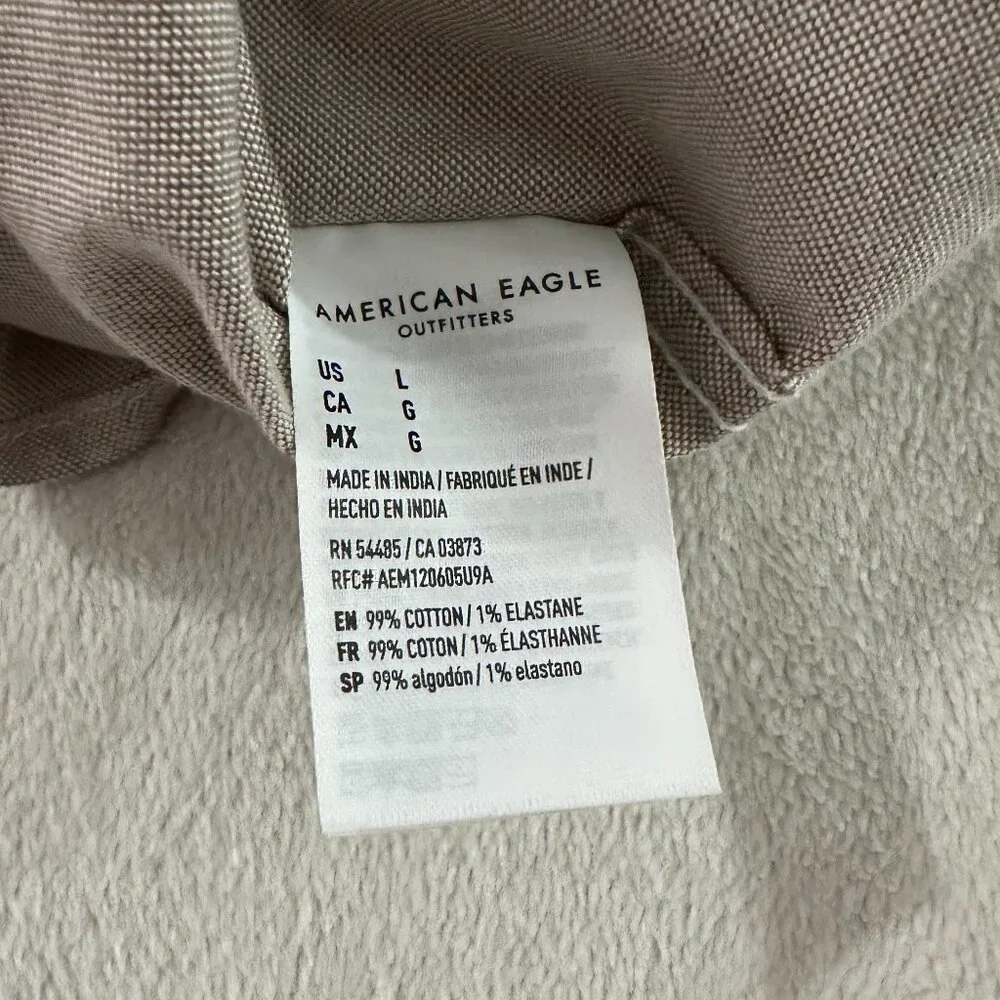 AMERICAN EAGLE
OUTFITTERS
US L
CA G
MX G
MADE IN INDIA / FABRIQUÉ EN INDE /
HECHO EN INDIA
RN 54485 / CA 03873
RFC# AEM120605U9A
EN 99% COTTON / 1% ELASTANE
FR 99% COTON / 1% ÉLASTHANNE
SP 99% algodón / 1% elastano